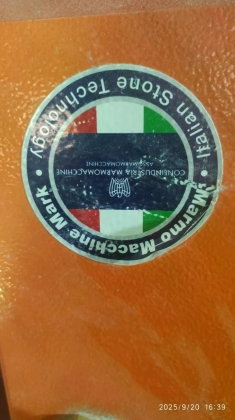 Marmo Macchine Mark
CONFINDUSTRIA MARMOMACCHINE
ASSOMARMOMACCHINE
• Italian Stone Technology •
2025/9/20 16:39